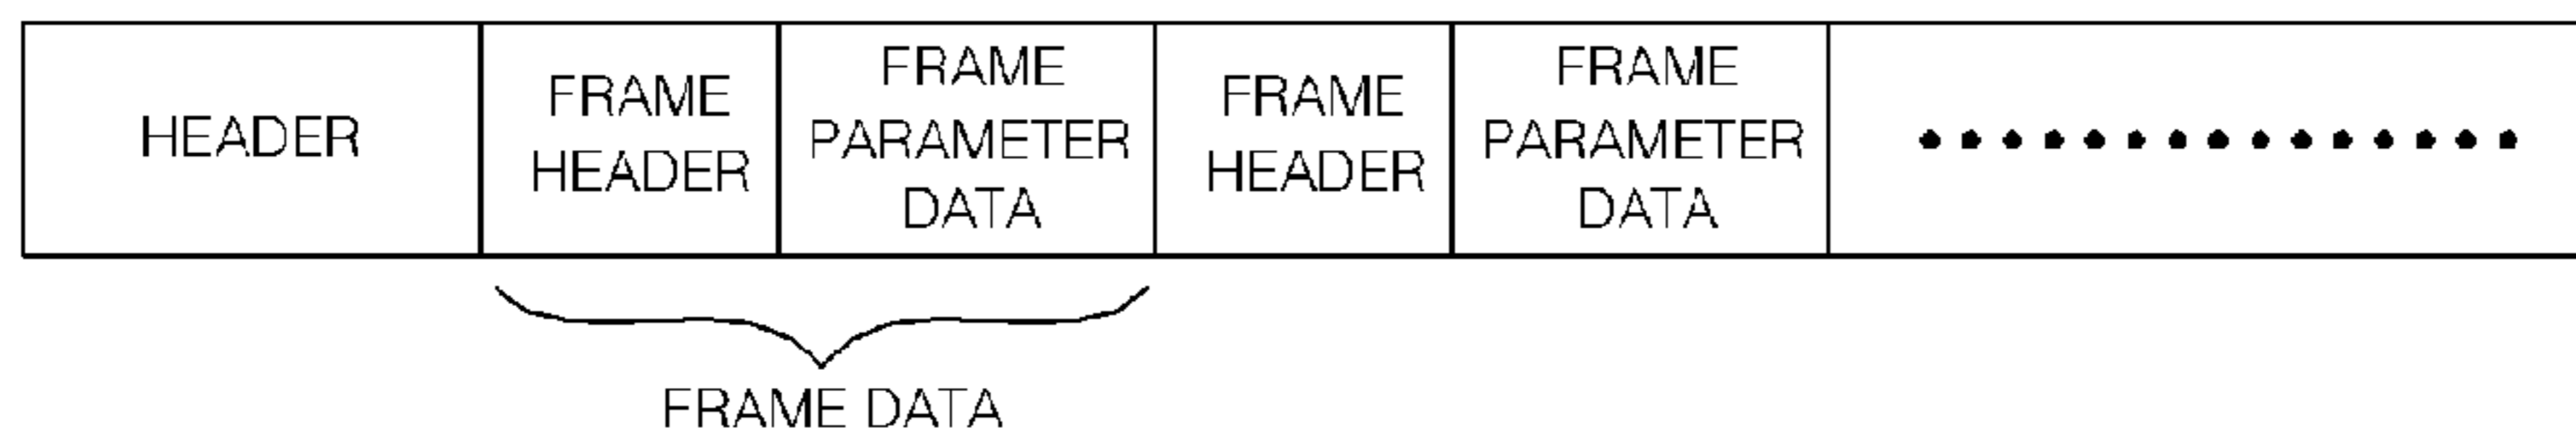 HEADER
FRAME
HEADER
FRAME
PARAMETER
DATA
FRAME
HEADER
FRAME
PARAMETER
DATA
FRAME DATA